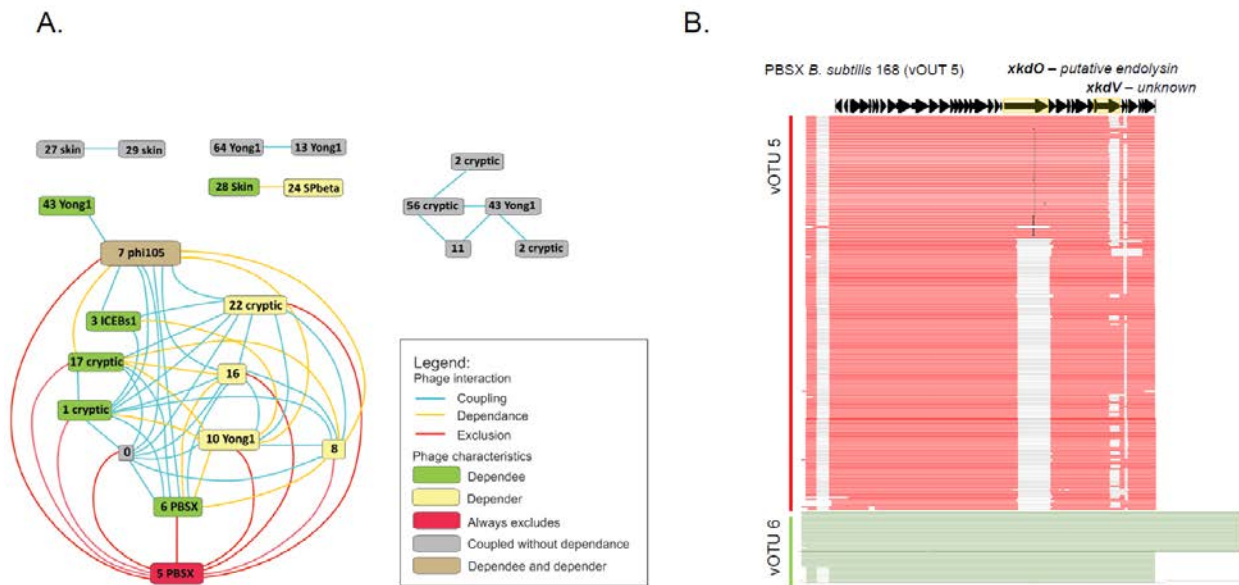 A.
B.
PBSX B. subtilis 168 (vOUT 5)
xkdO – putative endolysin
xkdV – unknown
27 skin
29 skin
64 Yong1
13 Yong1
28 Skin
24 SPbeta
43 Yong1
7 phi105
3 ICEBs1
22 cryptic
17 cryptic
16
1 cryptic
10 Yong1
0
8
6 PBSX
5 PBSX
2 cryptic
56 cryptic
43 Yong1
11
2 cryptic
Legend:
Phage interaction
Coupling
Dependance
Exclusion
Phage characteristics
Dependee
Depender
Always excludes
Coupled without dependance
Dependee and depender
vOTU 5
vOTU 6